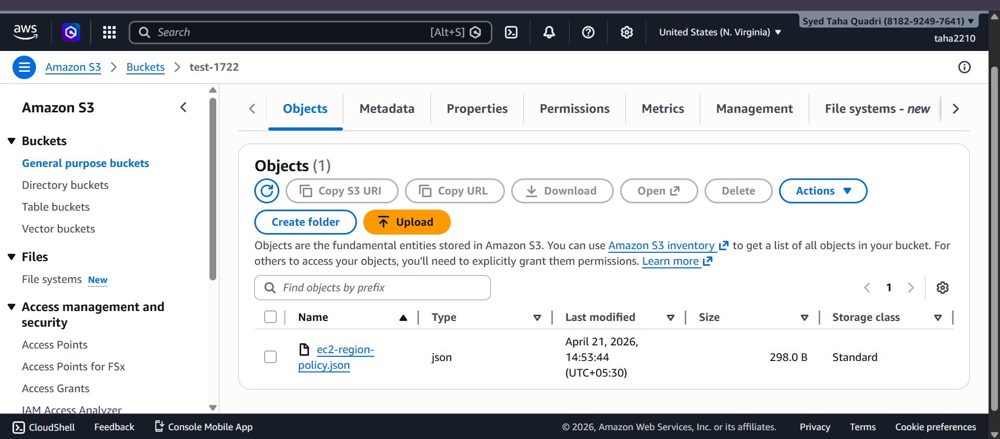 aws
Search
[Alt+S]
United States (N. Virginia)
Syed Taha Quadri (8182-9249-7641)
taha2210
Amazon S3
Buckets
test-1722
Amazon S3
Buckets
General purpose buckets
Directory buckets
Table buckets
Vector buckets
Files
File systems New
Access management and
security
Access Points
Access Points for FSx
Access Grants
IAM Access Analyzer
Objects
Metadata
Properties
Permissions
Metrics
Management
File systems - new
Objects (1)
Copy S3 URI
Copy URL
Download
Open
Delete
Actions
Create folder
Upload
Objects are the fundamental entities stored in Amazon S3. You can use Amazon S3 inventory to get a list of all objects in your bucket. For
others to access your objects, you'll need to explicitly grant them permissions. Learn more
Find objects by prefix
1
Name
Type
Last modified
Size
Storage class
ec2-region-
policy.json
json
April 21, 2026,
14:53:44
(UTC+05:30)
298.0 B
Standard
CloudShell
Feedback
Console Mobile App
© 2026, Amazon Web Services, Inc. or its affiliates.
Privacy
Terms
Cookie preferences